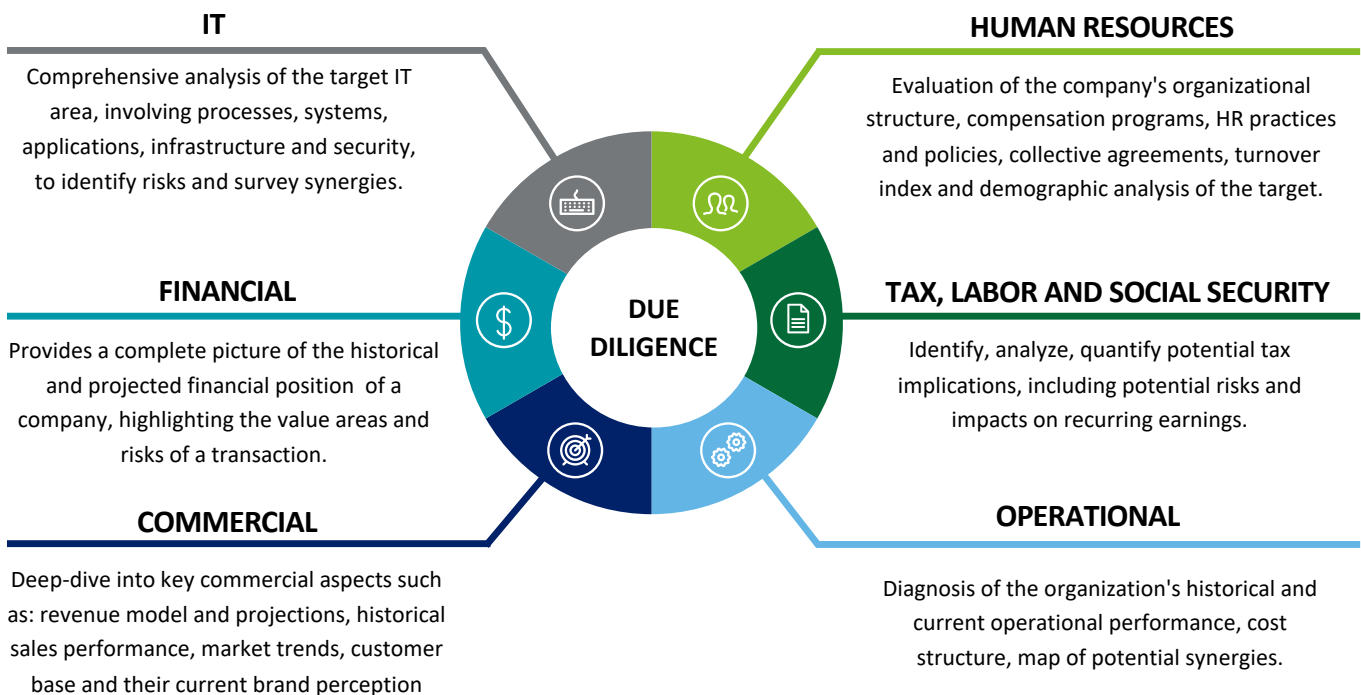 IT
Comprehensive analysis of the target IT
area, involving processes, systems,
applications, infrastructure and security,
to identify risks and survey synergies.
FINANCIAL
Provides a complete picture of the historical
and projected financial position of a
company, highlighting the value areas and
risks of a transaction.
COMMERCIAL
Deep-dive into key commercial aspects such
as: revenue model and projections, historical
sales performance, market trends, customer
base and their current brand perception
DUE
DILIGENCE
HUMAN RESOURCES
Evaluation of the company's organizational
structure, compensation programs, HR practices
and policies, collective agreements, turnover
index and demographic analysis of the target.
TAX, LABOR AND SOCIAL SECURITY
Identify, analyze, quantify potential tax
implications, including potential risks and
impacts on recurring earnings.
OPERATIONAL
Diagnosis of the organization's historical and
current operational performance, cost
structure, map of potential synergies.